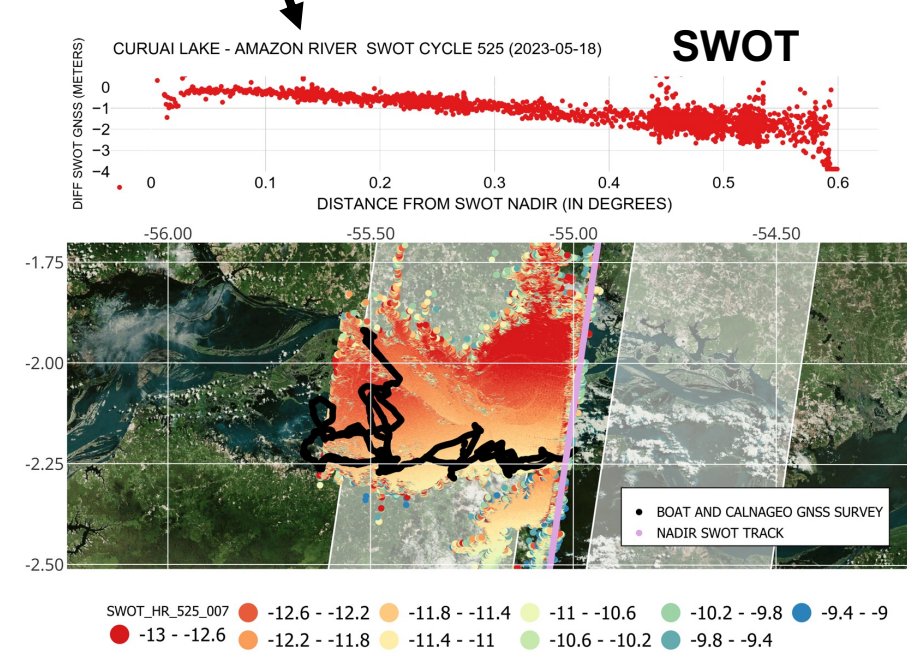 CURUAI LAKE - AMAZON RIVER SWOT CYCLE 525 (2023-05-18)
SWOT
DIFF SWOT GNSS (METERS)
0
−1
−2
−3
−4
0 0.1 0.2 0.3 0.4 0.5 0.6
DISTANCE FROM SWOT NADIR (IN DEGREES)
-56.00 -55.50 -55.00 -54.50
-1.75
-2.00
-2.25
-2.50
BOAT AND CALNAGEO GNSS SURVEY
NADIR SWOT TRACK
SWOT_HR_525_007
-13 - -12.6
-12.6 - -12.2
-12.2 - -11.8
-11.8 - -11.4
-11.4 - -11
-11 - -10.6
-10.6 - -10.2
-10.2 - -9.8
-9.8 - -9.4
-9.4 - -9